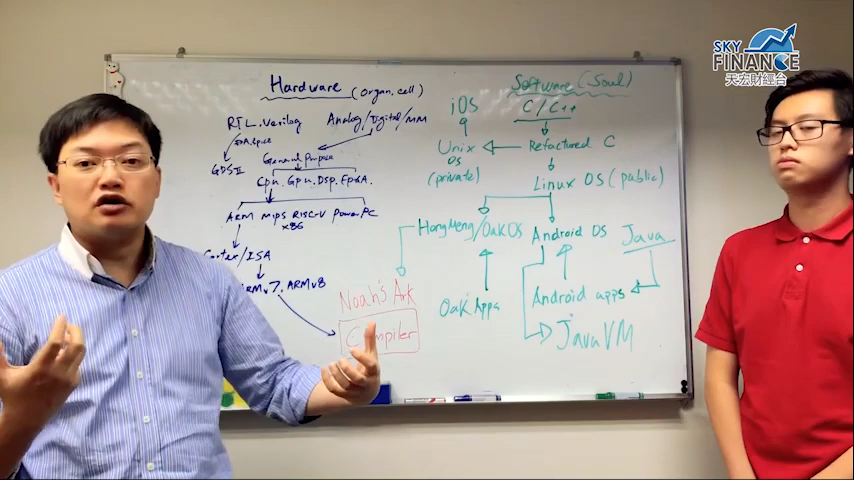 SKY
FINANCE
天宏財經台
Hardware (organ.cell)
RTL.Verilog Analog/Digital/MM
GDSII
General Purpose
Cpu.Gpu.Dsp.FPGA.
ARM MIPS RISC-V PowerPC
x86
Cortex/ISA
ARMv7.ARMv8
Noah's Ark
Compiler
Software (Soul)
iOS
C/C++
Unix
OS
(private)
Refactured C
Linux OS (public)
HongMeng/OakOS
Android OS
Java
Oak Apps
Android apps
JavaVM